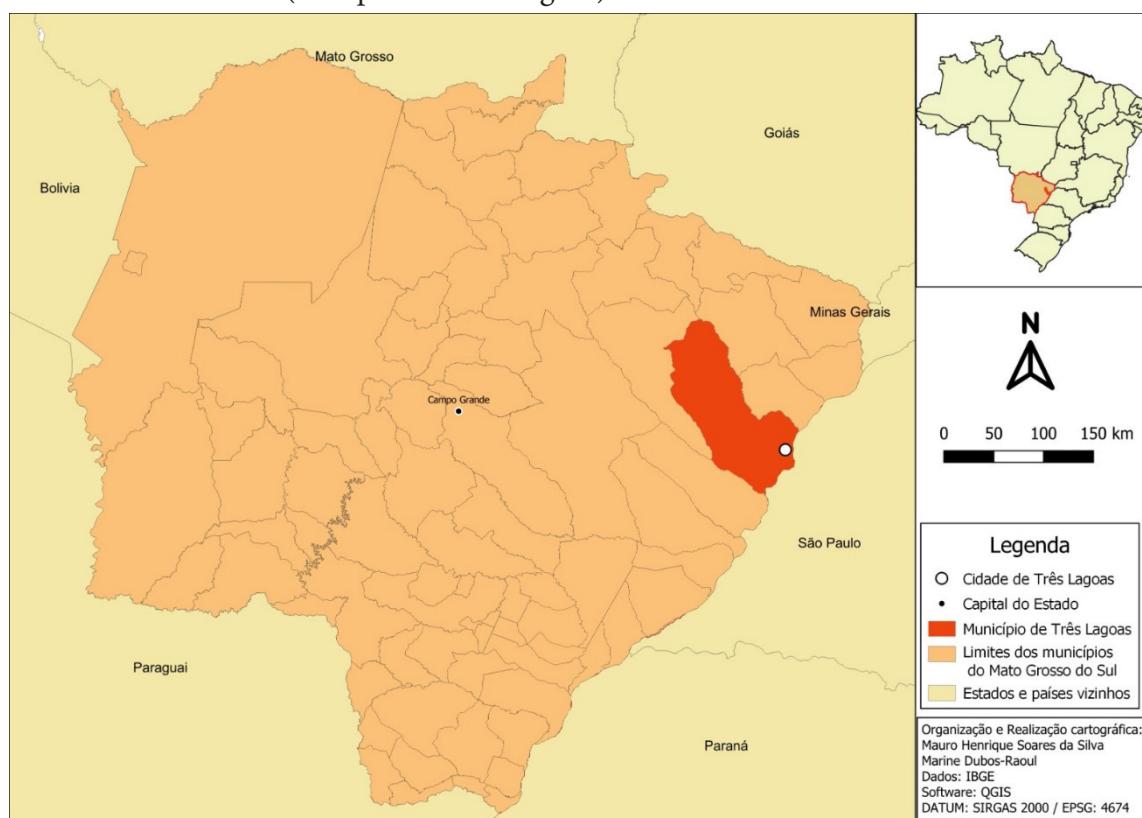 Mato Grosso
Goiás
Bolivia
Minas Gerais
Campo Grande
São Paulo
Paraguai
Paraná
N
0 50 100 150 km
Legenda
Cidade de Três Lagoas
Capital do Estado
Município de Três Lagoas
Limites dos municípios
do Mato Grosso do Sul
Estados e países vizinhos
Organização e Realização cartográfica:
Mauro Henrique Soares da Silva
Marine Dubos-Raoul
Dados: IBGE
Software: QGIS
DATUM: SIRGAS 2000 / EPSG: 4674